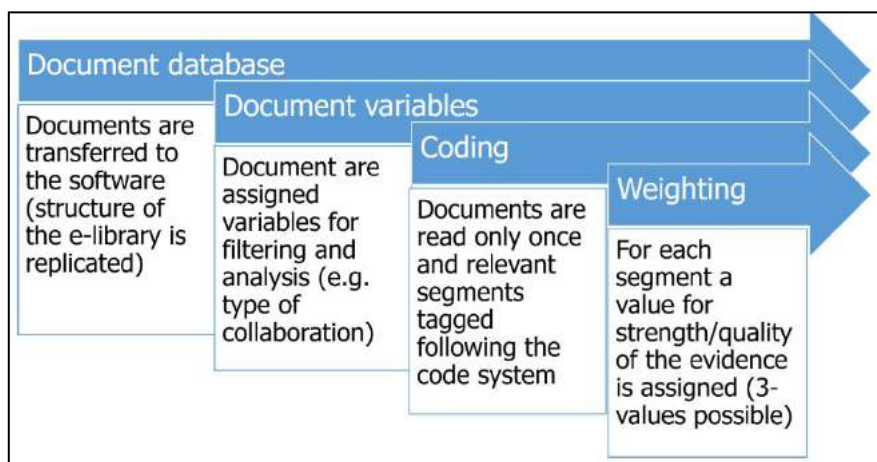 Document database
Documents are
transferred to
the software
(structure of
the e-library is
replicated)
Document variables
Document are
assigned
variables for
filtering and
analysis (e.g.
type of
collaboration)
Coding
Documents are
read only once
and relevant
segments
tagged
following the
code system
Weighting
For each
segment a
value for
strength/quality
of the evidence
is assigned (3-
values possible)